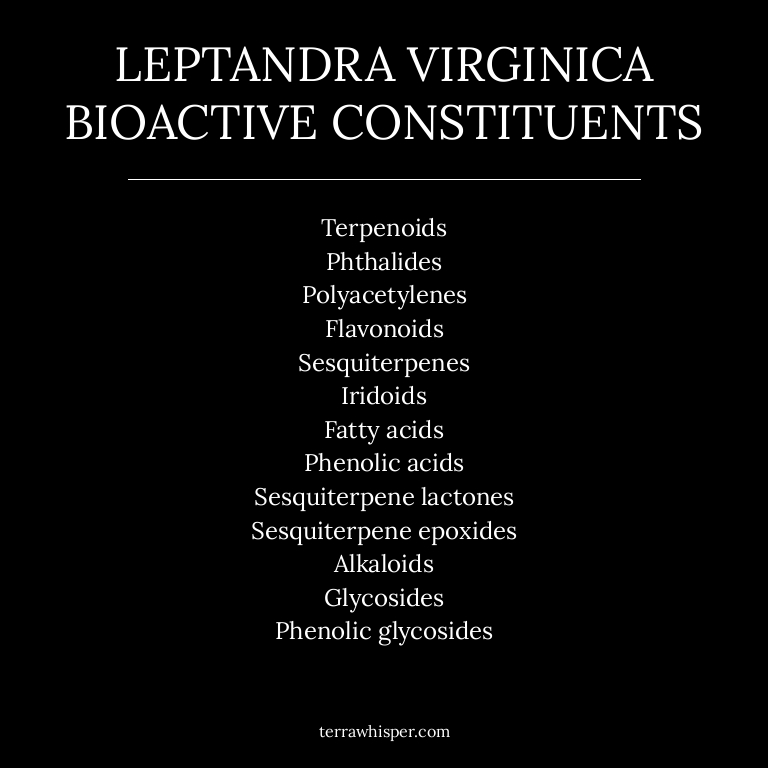 LEPTANDRA VIRGINICA
BIOACTIVE CONSTITUENTS
Terpenoids
Phthalides
Polyacetylenes
Flavonoids
Sesquiterpenes
Iridoids
Fatty acids
Phenolic acids
Sesquiterpene lactones
Sesquiterpene epoxides
Alkaloids
Glycosides
Phenolic glycosides
terrawhisper.com